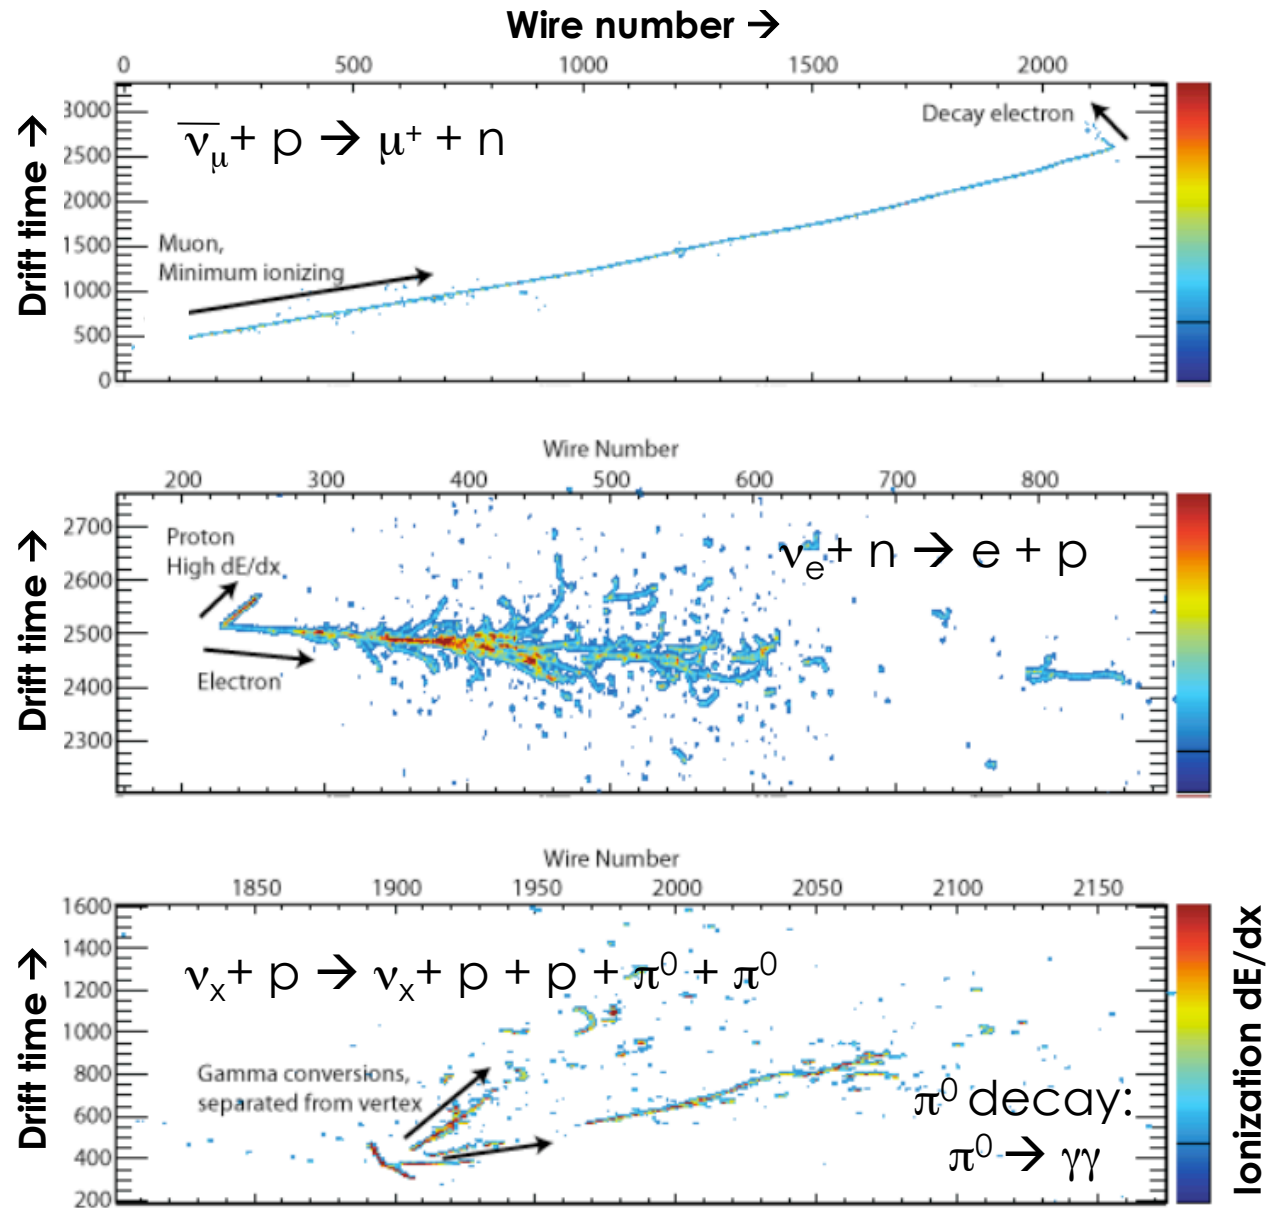 Wire number →
0 500 1000 1500 2000
Drift time →
3000
2500
2000
1500
1000
500
0
ν̅μ + p → μ⁺ + n
Decay electron
Muon,
Minimum ionizing
Wire Number
200 300 400 500 600 700 800
Drift time →
2700
2600
2500
2400
2300
Proton
High dE/dx
νe + n → e + p
Electron
Wire Number
1850 1900 1950 2000 2050 2100 2150
Drift time →
1600
1400
1200
1000
800
600
400
200
νx + p → νx + p + p + π⁰ + π⁰
Gamma conversions,
separated from vertex
π⁰ decay:
π⁰ → γγ
Ionization dE/dx